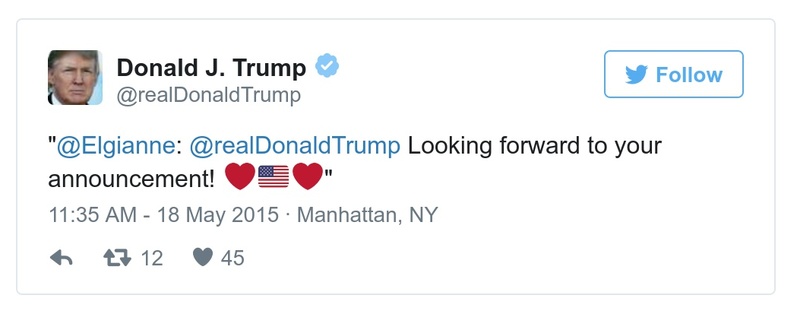 Donald J. Trump
@realDonaldTrump
Follow
"@Elgianne: @realDonaldTrump Looking forward to your
announcement! ❤️🇺🇸❤️"
11:35 AM - 18 May 2015 · Manhattan, NY
12 45